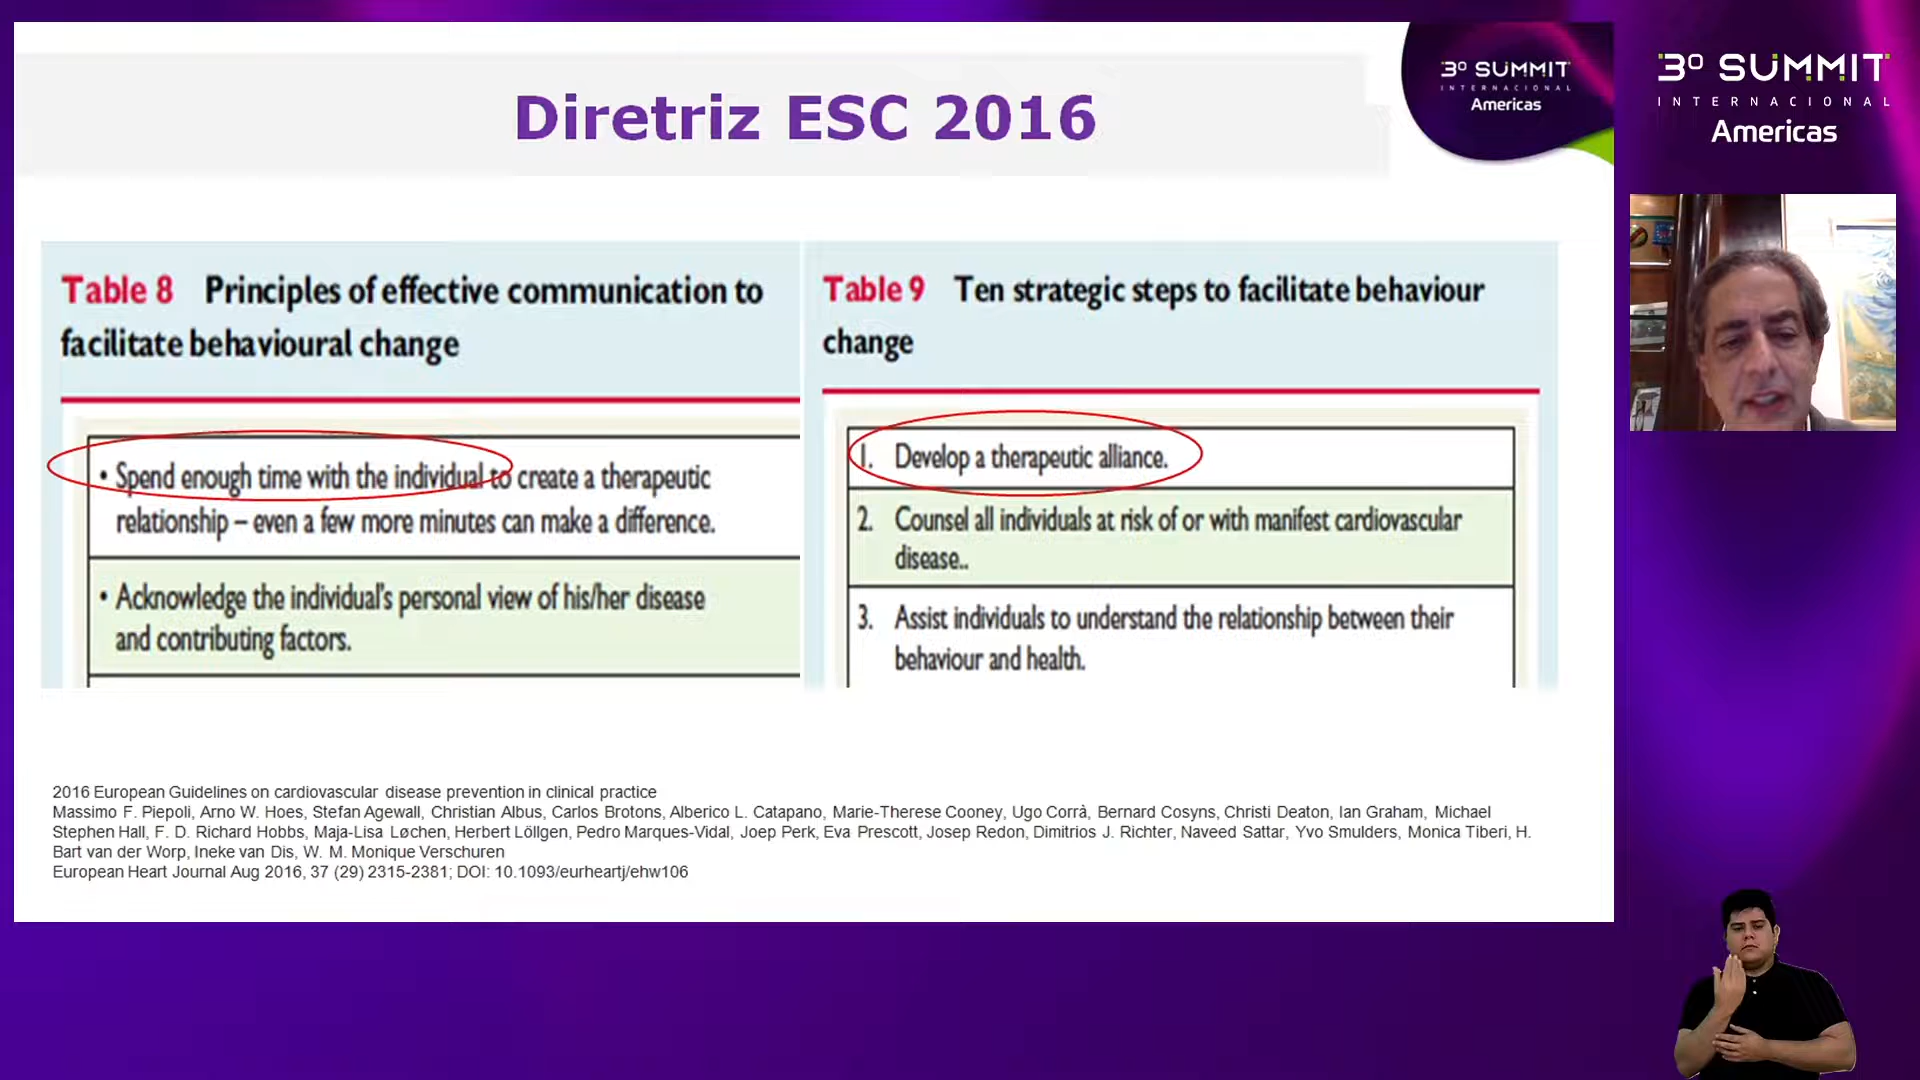 Diretriz ESC 2016
3º SUMMIT
INTERNACIONAL
Americas
3º SUMMIT
INTERNACIONAL
Americas
Table 8 Principles of effective communication to
facilitate behavioural change
• Spend enough time with the individual to create a therapeutic
relationship – even a few more minutes can make a difference.
• Acknowledge the individual's personal view of his/her disease
and contributing factors.
Table 9 Ten strategic steps to facilitate behaviour
change
1. Develop a therapeutic alliance.
2. Counsel all individuals at risk of or with manifest cardiovascular
disease..
3. Assist individuals to understand the relationship between their
behaviour and health.
2016 European Guidelines on cardiovascular disease prevention in clinical practice
Massimo F. Piepoli, Arno W. Hoes, Stefan Agewall, Christian Albus, Carlos Brotons, Alberico L. Catapano, Marie-Therese Cooney, Ugo Corrà, Bernard Cosyns, Christi Deaton, Ian Graham, Michael
Stephen Hall, F. D. Richard Hobbs, Maja-Lisa Løchen, Herbert Löllgen, Pedro Marques-Vidal, Joep Perk, Eva Prescott, Josep Redon, Dimitrios J. Richter, Naveed Sattar, Yvo Smulders, Monica Tiberi, H.
Bart van der Worp, Ineke van Dis, W. M. Monique Verschuren
European Heart Journal Aug 2016, 37 (29) 2315-2381; DOI: 10.1093/eurheartj/ehw106